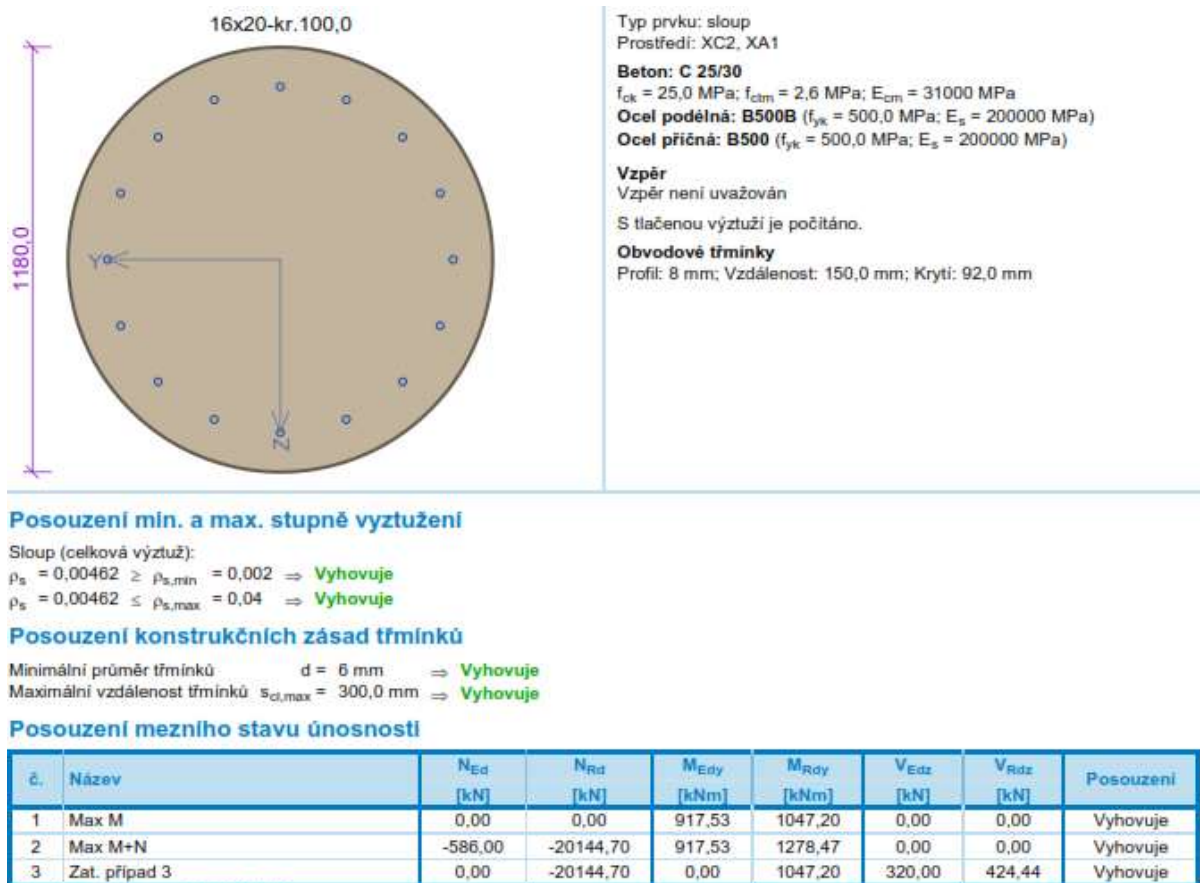 16x20-kr.100,0
1180,0
Y
Z
Typ prvku: sloup
Prostředí: XC2, XA1
Beton: C 25/30
fck = 25,0 MPa; fctm = 2,6 MPa; Ecm = 31000 MPa
Ocel podélná: B500B (fyk = 500,0 MPa; Es = 200000 MPa)
Ocel příčná: B500 (fyk = 500,0 MPa; Es = 200000 MPa)
Vzpěr
Vzpěr není uvažován
S tlačenou výztuží je počítáno.
Obvodové třmínky
Profil: 8 mm; Vzdálenost: 150,0 mm; Krytí: 92,0 mm
Posouzení min. a max. stupně vyztužení
Sloup (celková výztuž):
ρs = 0,00462 ≥ ρs,min = 0,002 ⇒ Vyhovuje
ρs = 0,00462 ≤ ρs,max = 0,04 ⇒ Vyhovuje
Posouzení konstrukčních zásad třmínků
Minimální průměr třmínků d = 6 mm ⇒ Vyhovuje
Maximální vzdálenost třmínků scl,max = 300,0 mm ⇒ Vyhovuje
Posouzení mezního stavu únosnosti
č. Název NEd [kN] NRd [kN] MEdy [kNm] MRdy [kNm] VEdz [kN] VRdz [kN] Posouzení
1 Max M 0,00 0,00 917,53 1047,20 0,00 0,00 Vyhovuje
2 Max M+N -586,00 -20144,70 917,53 1278,47 0,00 0,00 Vyhovuje
3 Zat. případ 3 0,00 -20144,70 0,00 1047,20 320,00 424,44 Vyhovuje